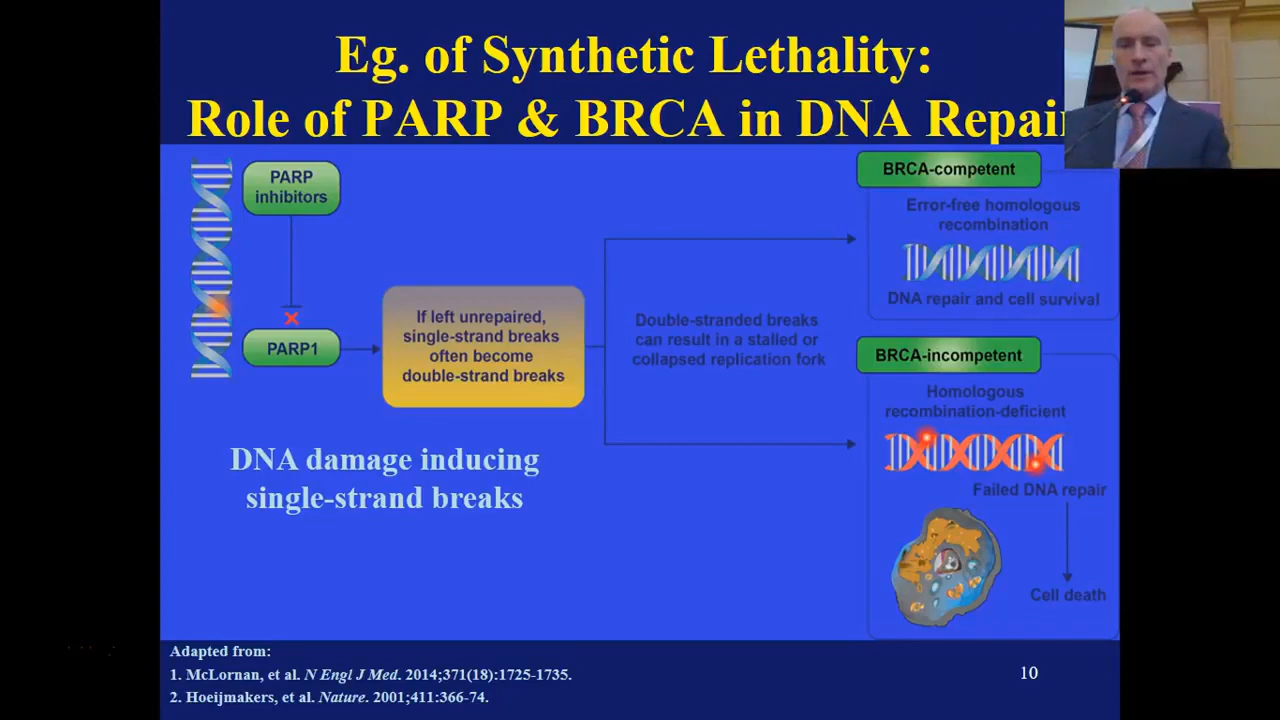 Eg. of Synthetic Lethality:
Role of PARP & BRCA in DNA Repair
PARP
inhibitors
PARP1
If left unrepaired,
single-strand breaks
often become
double-strand breaks
DNA damage inducing
single-strand breaks
Double-stranded breaks
can result in a stalled or
collapsed replication fork
BRCA-competent
Error-free homologous
recombination
DNA repair and cell survival
BRCA-incompetent
Homologous
recombination-deficient
Failed DNA repair
Cell death
Adapted from:
1. McLornan, et al. N Engl J Med. 2014;371(18):1725-1735.
2. Hoeijmakers, et al. Nature. 2001;411:366-74.
10